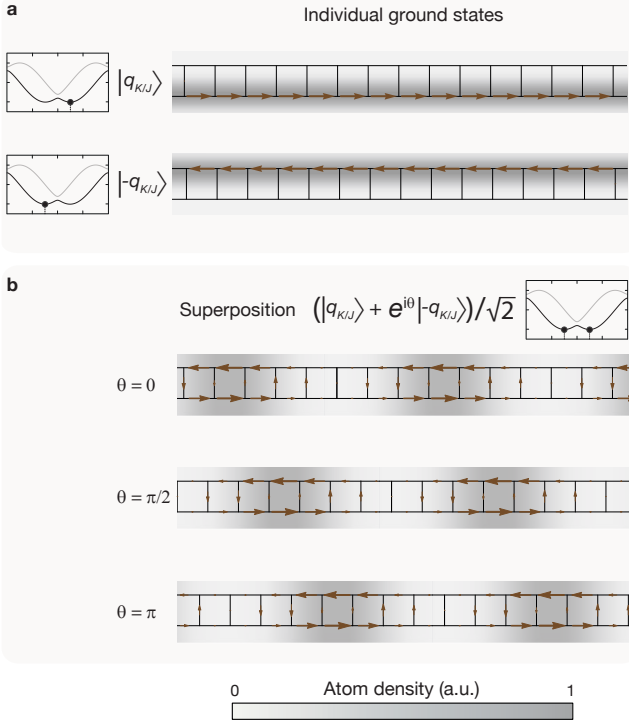 a
Individual ground states
|q_{K/J}⟩
|-q_{K/J}⟩
b
Superposition (|q_{K/J}⟩ + e^{iθ}|-q_{K/J}⟩)/√2
θ = 0
θ = π/2
θ = π
0 Atom density (a.u.) 1